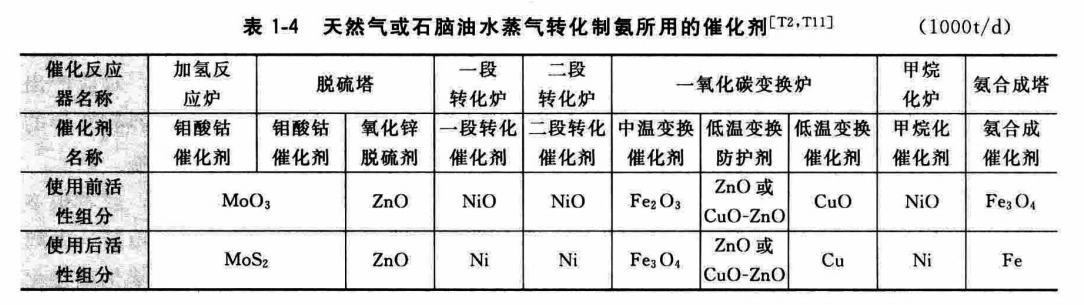 表 1-4 天然气或石脑油水蒸气转化制氨所用的催化剂[T2,T11] (1000t/d)
催化反应器名称 加氢反应炉 脱硫塔 一段转化炉 二段转化炉 一氧化碳变换炉 甲烷化炉 氨合成塔
催化剂名称 钼酸钴催化剂 钼酸钴催化剂 氧化锌脱硫剂 一段转化催化剂 二段转化催化剂 中温变换催化剂 低温变换防护剂 低温变换催化剂 甲烷化催化剂 氨合成催化剂
使用前活性组分 MoO₃ ZnO NiO NiO Fe₂O₃ ZnO 或 CuO-ZnO CuO NiO Fe₃O₄
使用后活性组分 MoS₂ ZnO Ni Ni Fe₃O₄ ZnO 或 CuO-ZnO Cu Ni Fe